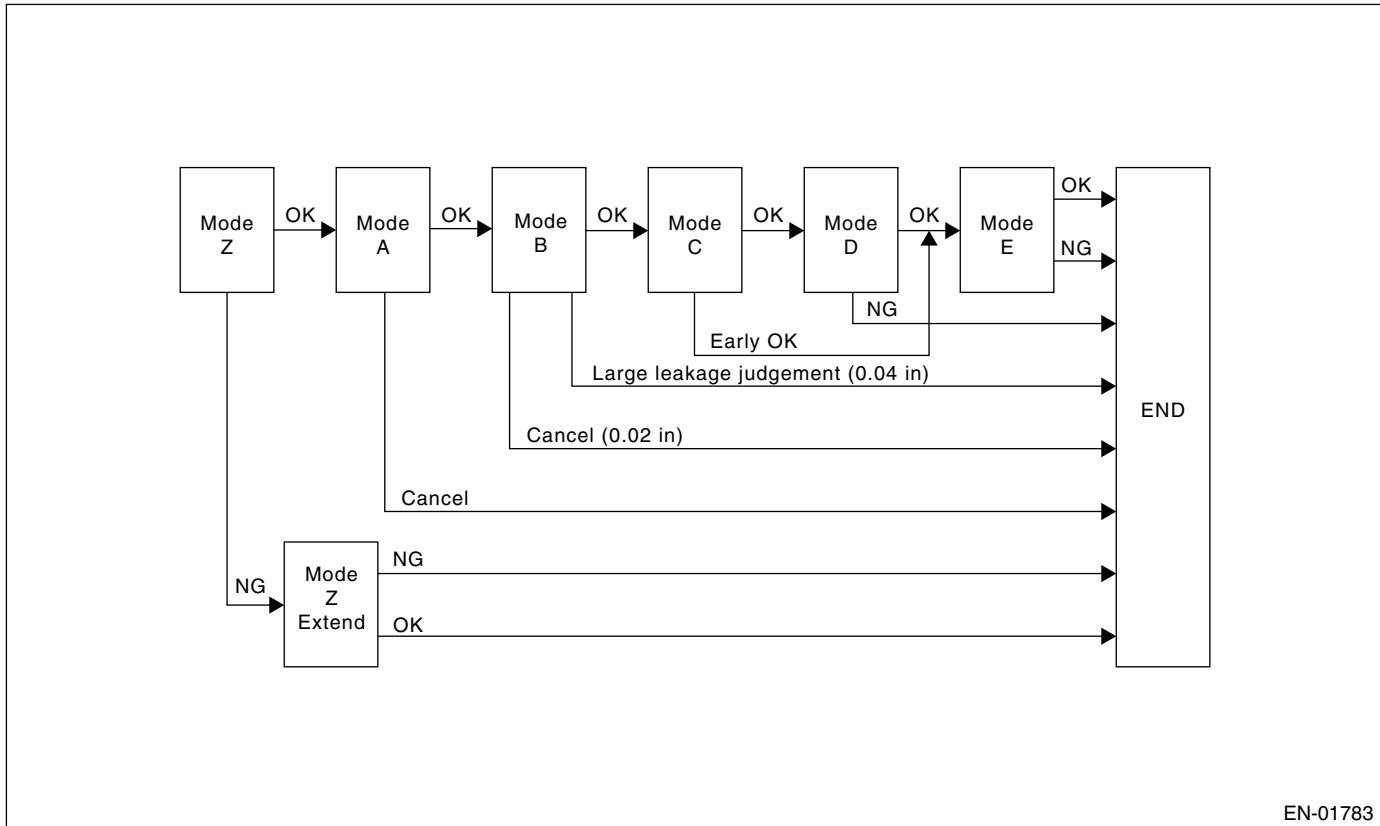 Mode
Z
OK
Mode
A
OK
Mode
B
OK
Mode
C
OK
Mode
D
OK
Mode
E
OK
NG
NG
Early OK
Large leakage judgement (0.04 in)
Cancel (0.02 in)
Cancel
END
NG
Mode
Z
Extend
NG
OK
EN-01783